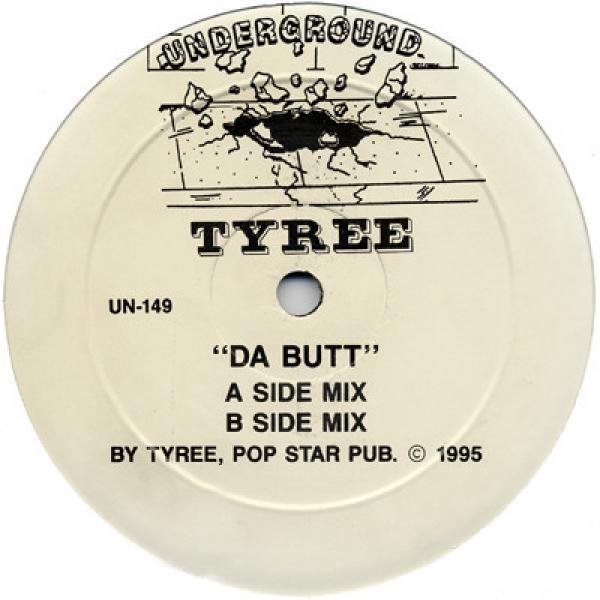 UNDERGROUND
TYREE
UN-149
"DA BUTT"
A SIDE MIX
B SIDE MIX
BY TYREE, POP STAR PUB. © 1995